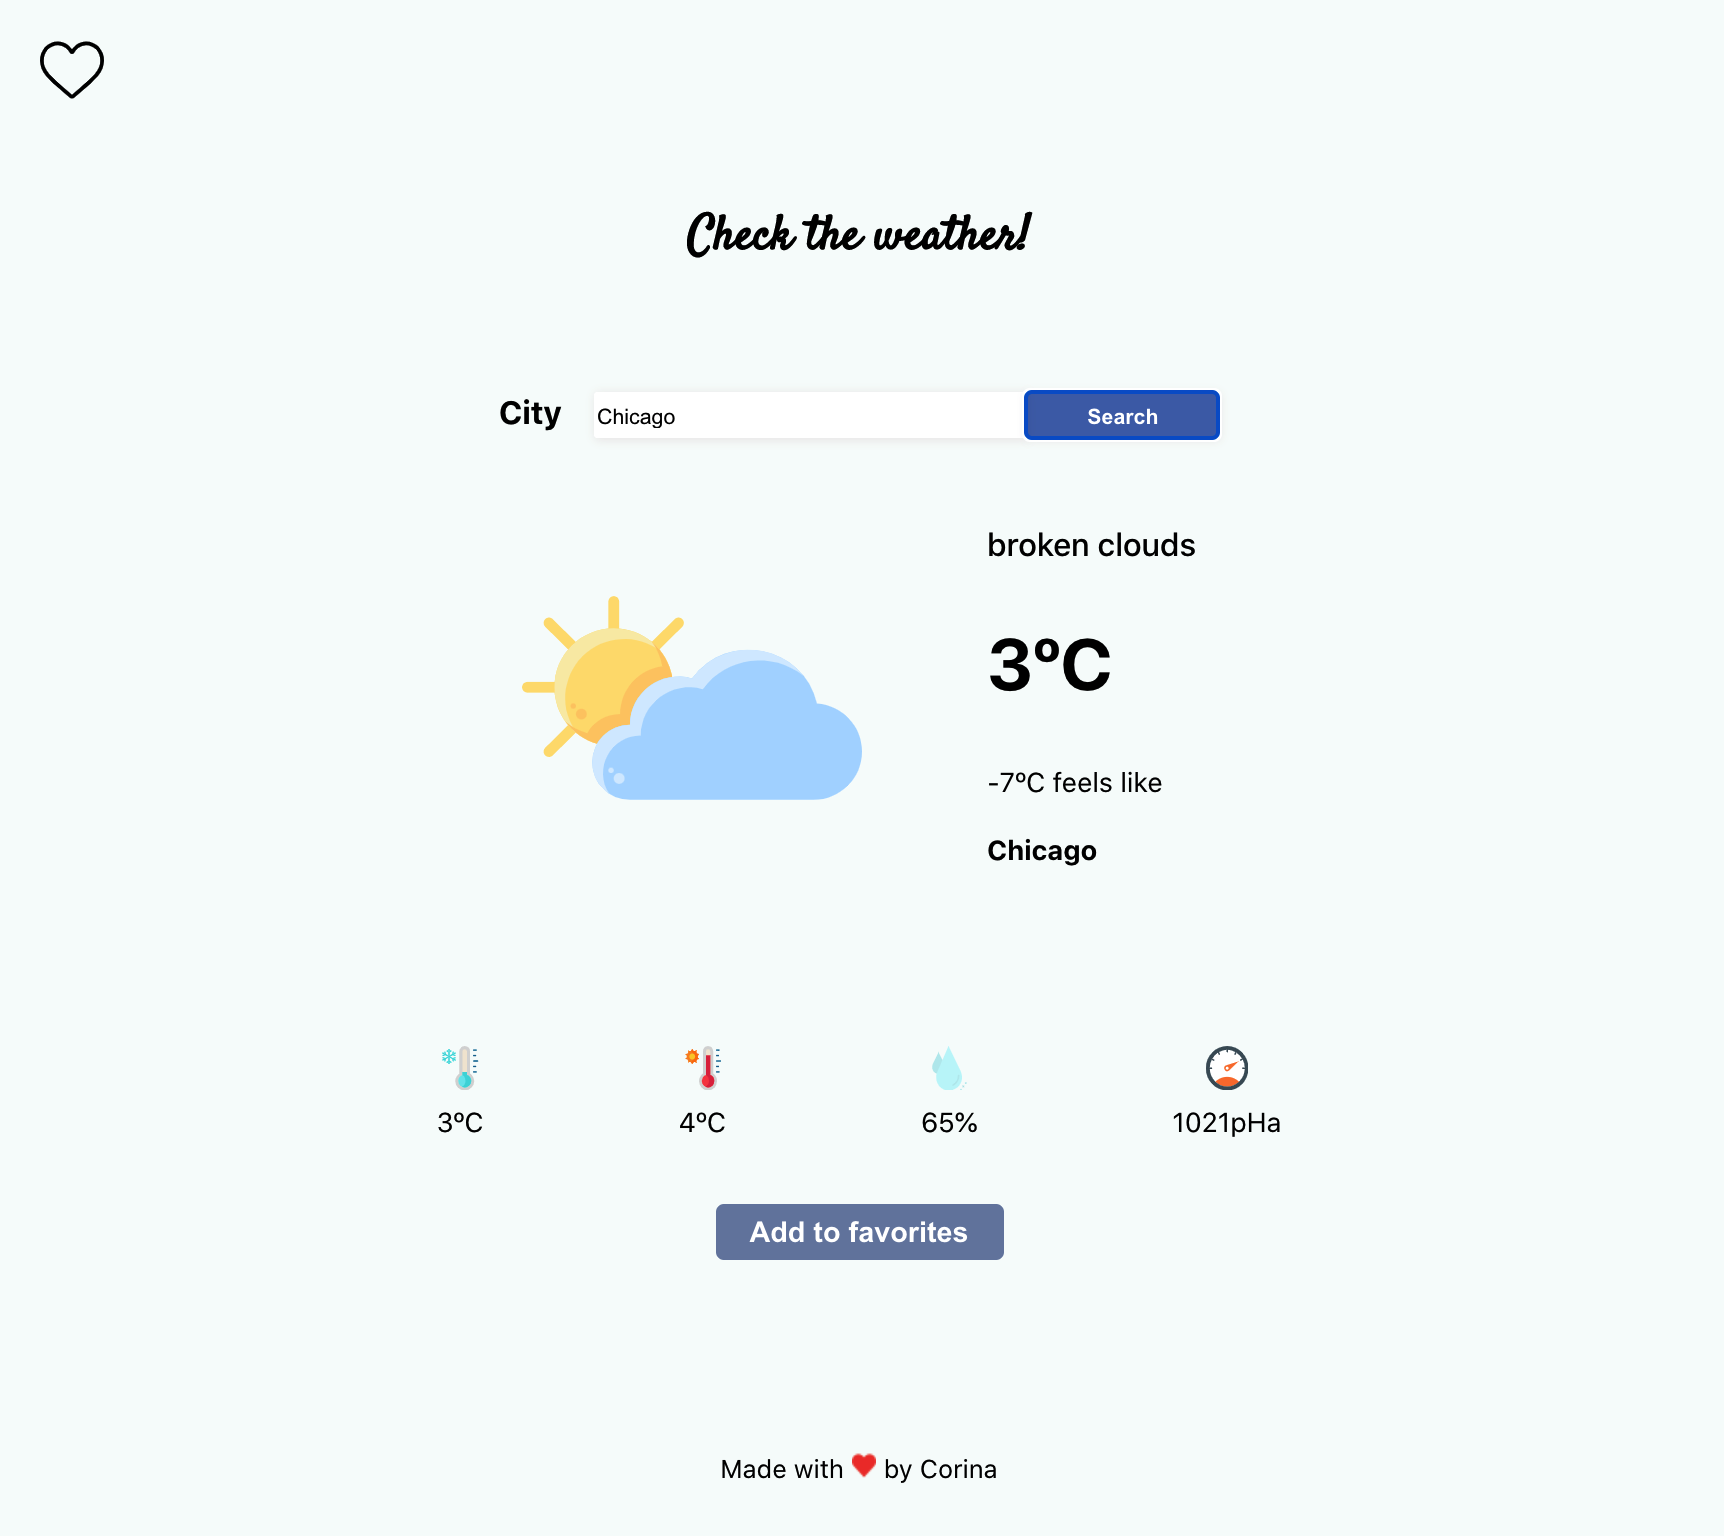 Check the weather!
City
Chicago
Search
broken clouds
3ºC
-7ºC feels like
Chicago
3ºC
4ºC
65%
1021pHa
Add to favorites
Made with ❤️ by Corina